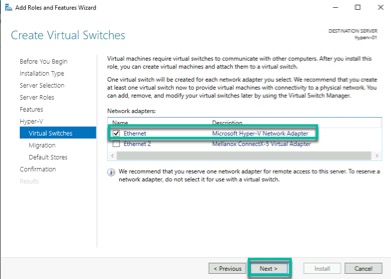 Add Roles and Features Wizard
Create Virtual Switches
DESTINATION SERVER
Hyperv-01
Before You Begin
Installation Type
Server Selection
Server Roles
Features
Hyper-V
Virtual Switches
Migration
Default Stores
Confirmation
Results
Virtual machines require virtual switches to communicate with other computers. After you install this
role, you can create virtual machines and attach them to a virtual switch.
One virtual switch will be created for each network adapter you select. We recommend that you create
at least one virtual switch now to provide virtual machines with connectivity to a physical network. You
can add, remove, and modify your virtual switches later by using the Virtual Switch Manager.
Network adapters:
Name Description
Ethernet Microsoft Hyper-V Network Adapter
Ethernet 2 Mellanox ConnectX-5 Virtual Adapter
We recommend that you reserve one network adapter for remote access to this server. To reserve a
network adapter, do not select it for use with a virtual switch.
< Previous Next > Install Cancel